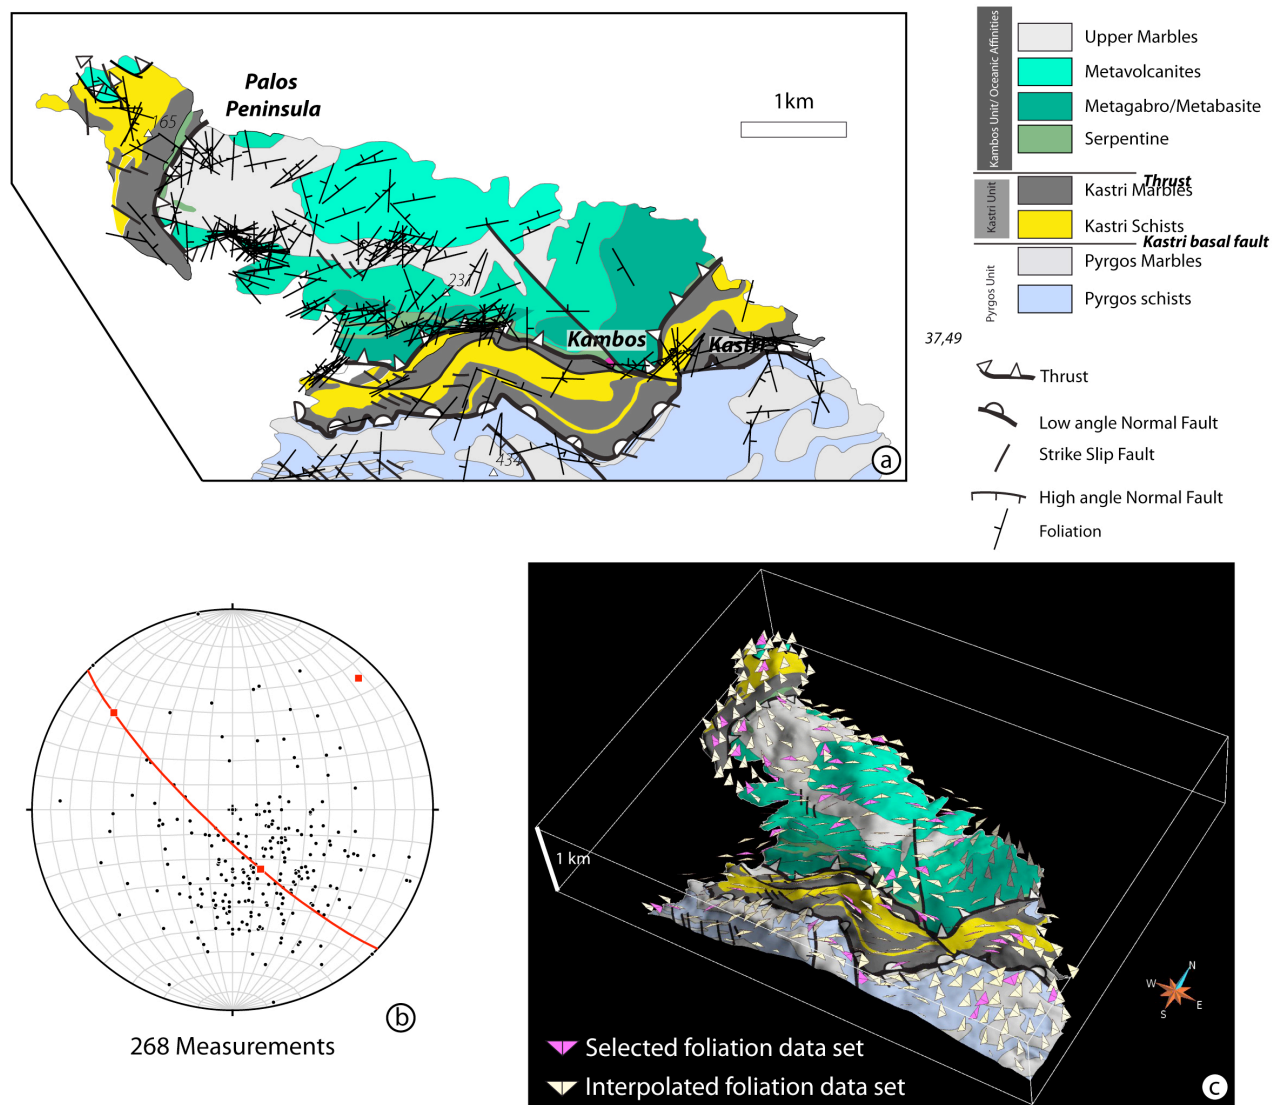 Palos
Peninsula
165
1km
231
Kambos
Kastri
434
a
Kambos Unit/ Oceanic Affinities
Upper Marbles
Metavolcanites
Metagabro/Metabasite
Serpentine
Thrust
Kastri Unit
Kastri Marbles
Kastri Schists
Kastri basal fault
Pyrgos Unit
Pyrgos Marbles
Pyrgos schists
37,49
Thrust
Low angle Normal Fault
Strike Slip Fault
High angle Normal Fault
Foliation
b
268 Measurements
1 km
N
W
E
S
Selected foliation data set
Interpolated foliation data set
c